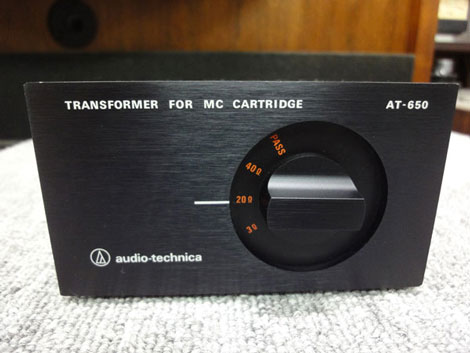 TRANSFORMER FOR MC CARTRIDGE AT-650
PASS
40Ω
20Ω
3Ω
audio-technica